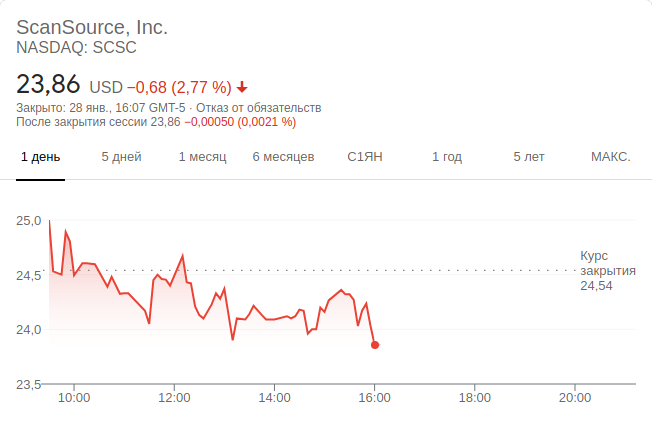 ScanSource, Inc.
NASDAQ: SCSC
23,86 USD −0,68 (2,77 %)
Закрыто: 28 янв., 16:07 GMT-5 · Отказ от обязательств
После закрытия сессии 23,86 −0,00050 (0,0021 %)
1 день 5 дней 1 месяц 6 месяцев С1ЯН 1 год 5 лет МАКС.
25,0
Курс
24,5 закрытия
24,54
24,0
23,5
10:00 12:00 14:00 16:00 18:00 20:00